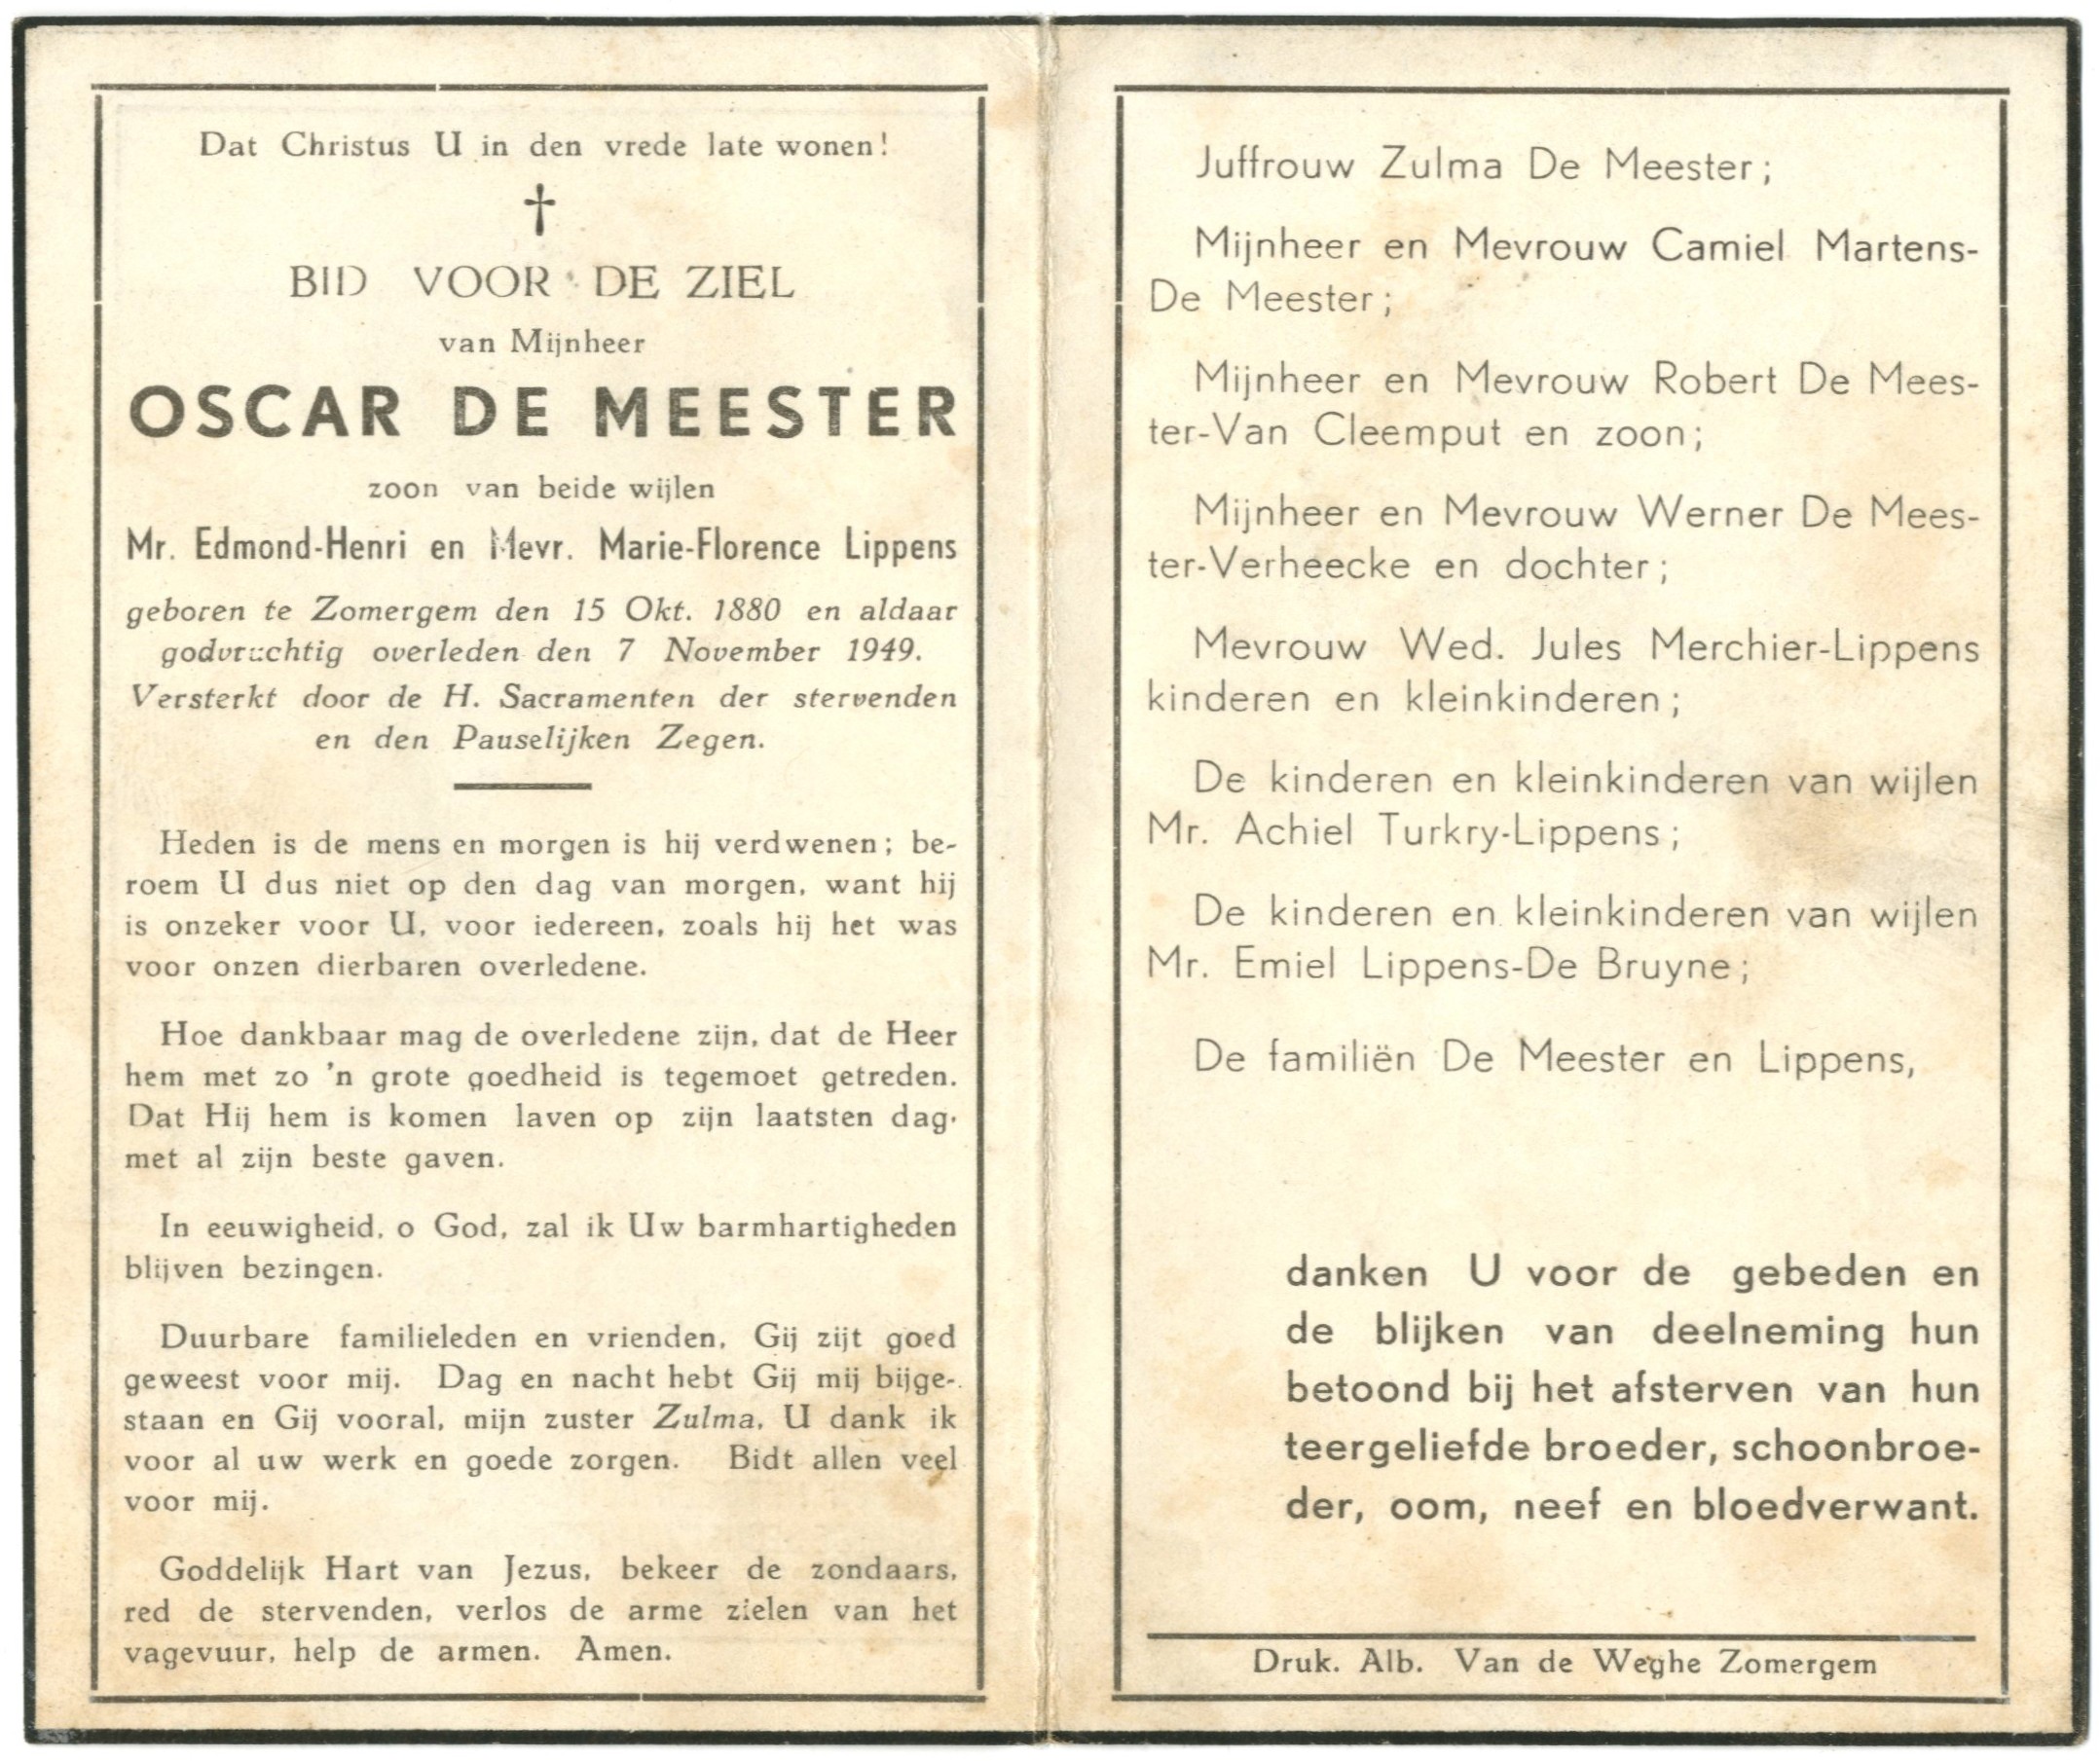 Dat Christus U in den vrede late wonen!
BID VOOR DE ZIEL
van Mijnheer
OSCAR DE MEESTER
zoon van beide wijlen
Mr. Edmond-Henri en Mevr. Marie-Florence Lippens
geboren te Zomergem den 15 Okt. 1880 en aldaar
godvruchtig overleden den 7 November 1949.
Versterkt door de H. Sacramenten der stervenden
en den Pauselijken Zegen.
Heden is de mens en morgen is hij verdwenen; be-
roem U dus niet op den dag van morgen, want hij
is onzeker voor U, voor iedereen, zoals hij het was
voor onzen dierbaren overledene.
Hoe dankbaar mag de overledene zijn, dat de Heer
hem met zo 'n grote goedheid is tegemoet getreden.
Dat Hij hem is komen laven op zijn laatsten dag.
met al zijn beste gaven.
In eeuwigheid, o God, zal ik Uw barmhartigheden
blijven bezingen.
Duurbare familieleden en vrienden, Gij zijt goed
geweest voor mij. Dag en nacht hebt Gij mij bijge-
staan en Gij vooral, mijn zuster Zulma, U dank ik
voor al uw werk en goede zorgen. Bidt allen veel
voor mij.
Goddelijk Hart van Jezus, bekeer de zondaars,
red de stervenden, verlos de arme zielen van het
vagevuur, help de armen. Amen.
Juffrouw Zulma De Meester;
Mijnheer en Mevrouw Camiel Martens-
De Meester;
Mijnheer en Mevrouw Robert De Mees-
ter-Van Cleemput en zoon;
Mijnheer en Mevrouw Werner De Mees-
ter-Verheecke en dochter;
Mevrouw Wed. Jules Merchier-Lippens
kinderen en kleinkinderen;
De kinderen en kleinkinderen van wijlen
Mr. Achiel Turkry-Lippens;
De kinderen en kleinkinderen van wijlen
Mr. Emiel Lippens-De Bruyne;
De familiën De Meester en Lippens,
danken U voor de gebeden en
de blijken van deelneming hun
betoond bij het afsterven van hun
teergeliefde broeder, schoonbroe-
der, oom, neef en bloedverwant.
Druk. Alb. Van de Weghe Zomergem